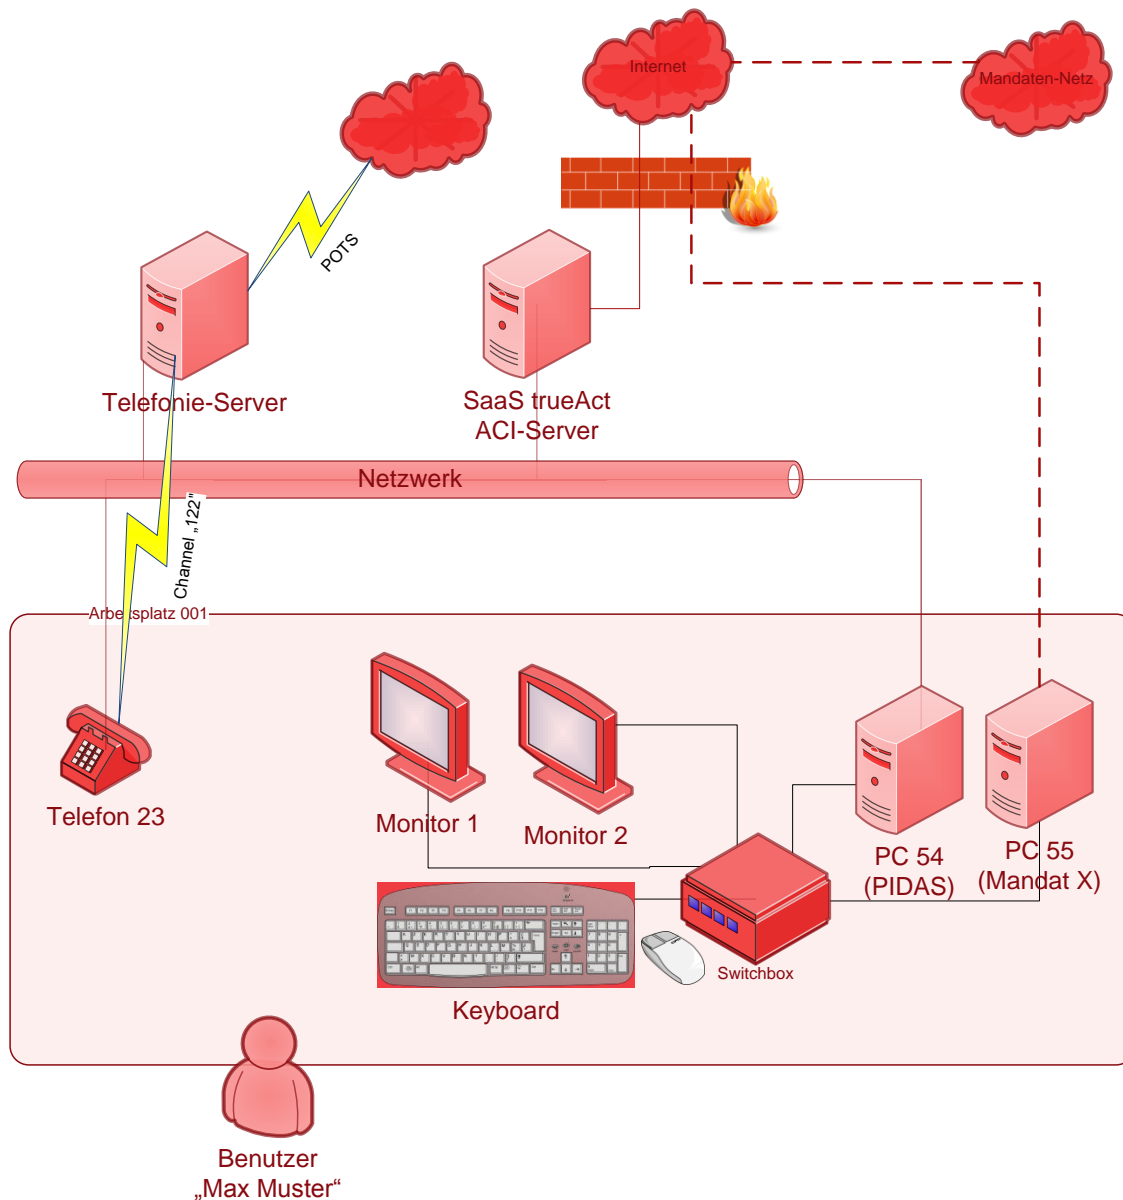 Internet
Mandaten-Netz
POTS
Telefonie-Server
SaaS trueAct
ACI-Server
Netzwerk
Channel „122"
Arbeitsplatz 001
Telefon 23
Monitor 1
Monitor 2
PC 54
(PIDAS)
PC 55
(Mandat X)
Switchbox
Keyboard
Benutzer
„Max Muster“